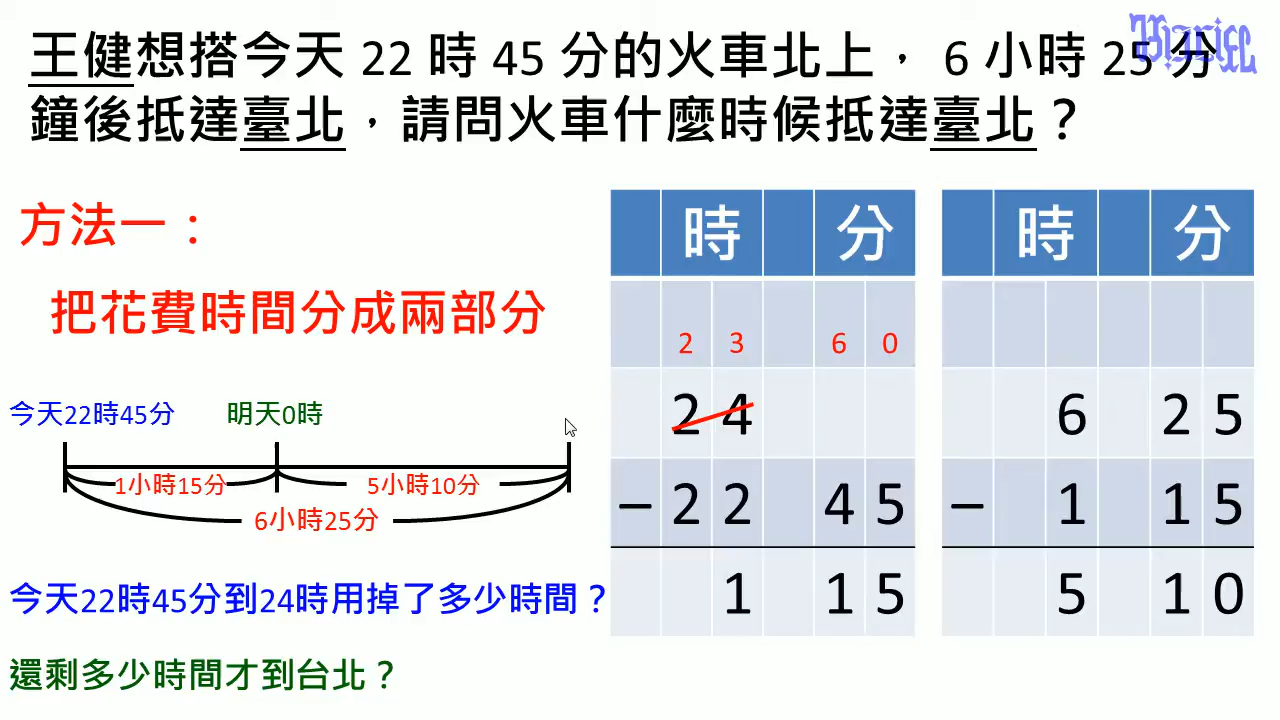 王健想搭今天 22 時 45 分的火車北上，6 小時 25 分
鐘後抵達臺北，請問火車什麼時候抵達臺北？
方法一：
把花費時間分成兩部分
今天22時45分 明天0時
1小時15分 5小時10分
6小時25分
今天22時45分到24時用掉了多少時間？
還剩多少時間才到台北？
時 分
2 3 6 0
2 4
－ 2 2 4 5
1 1 5
時 分
6 2 5
－ 1 1 5
5 1 0